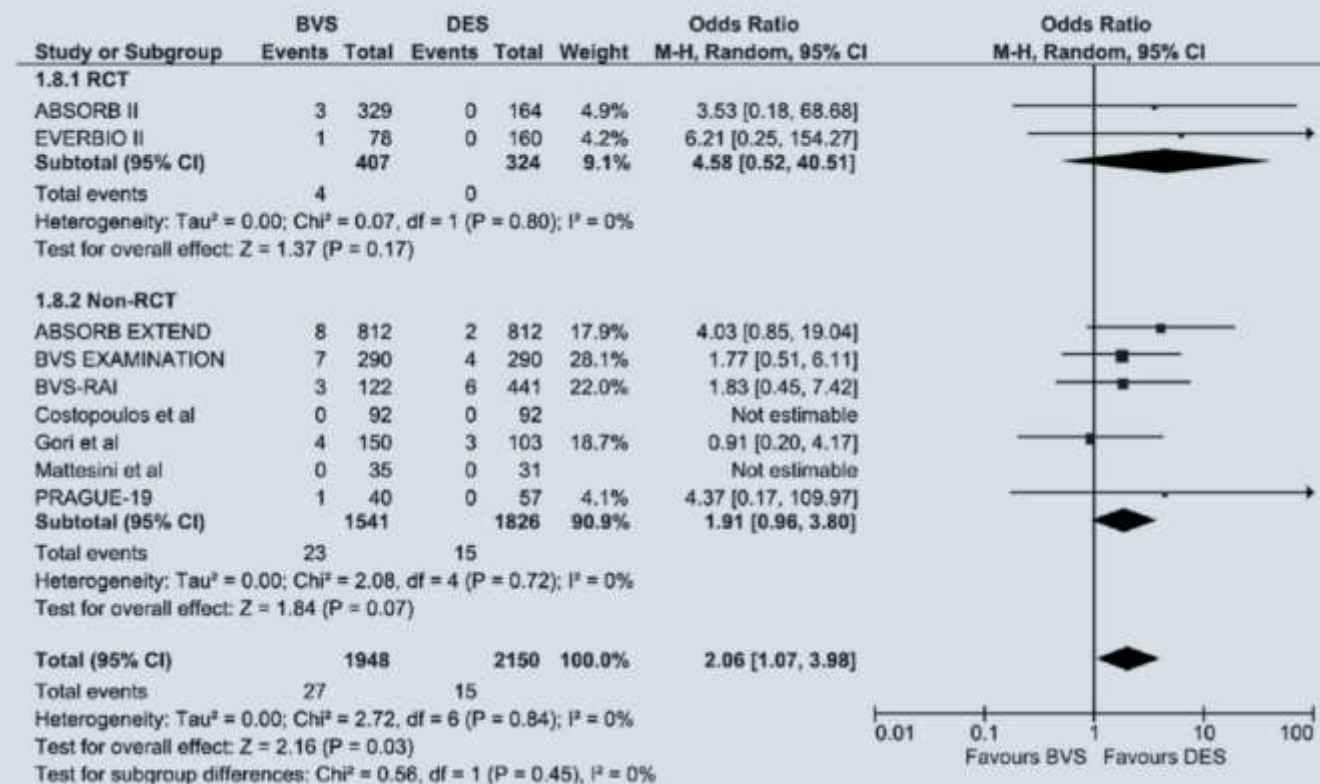 BVS DES Odds Ratio Odds Ratio
Study or Subgroup Events Total Events Total Weight M-H, Random, 95% CI M-H, Random, 95% CI
1.8.1 RCT
ABSORB II 3 329 0 164 4.9% 3.53 [0.18, 68.68]
EVERBIO II 1 78 0 160 4.2% 6.21 [0.25, 154.27]
Subtotal (95% CI) 407 324 9.1% 4.58 [0.52, 40.51]
Total events 4 0
Heterogeneity: Tau² = 0.00; Chi² = 0.07, df = 1 (P = 0.80); I² = 0%
Test for overall effect: Z = 1.37 (P = 0.17)
1.8.2 Non-RCT
ABSORB EXTEND 8 812 2 812 17.9% 4.03 [0.85, 19.04]
BVS EXAMINATION 7 290 4 290 28.1% 1.77 [0.51, 6.11]
BVS-RAI 3 122 6 441 22.0% 1.83 [0.45, 7.42]
Costopoulos et al 0 92 0 92 Not estimable
Gori et al 4 150 3 103 18.7% 0.91 [0.20, 4.17]
Mattesini et al 0 35 0 31 Not estimable
PRAGUE-19 1 40 0 57 4.1% 4.37 [0.17, 109.97]
Subtotal (95% CI) 1541 1826 90.9% 1.91 [0.96, 3.80]
Total events 23 15
Heterogeneity: Tau² = 0.00; Chi² = 2.08, df = 4 (P = 0.72); I² = 0%
Test for overall effect: Z = 1.84 (P = 0.07)
Total (95% CI) 1948 2150 100.0% 2.06 [1.07, 3.98]
Total events 27 15
Heterogeneity: Tau² = 0.00; Chi² = 2.72, df = 6 (P = 0.84); I² = 0%
Test for overall effect: Z = 2.16 (P = 0.03)
Test for subgroup differences: Chi² = 0.56, df = 1 (P = 0.45), I² = 0%
0.01 0.1 1 10 100
Favours BVS Favours DES